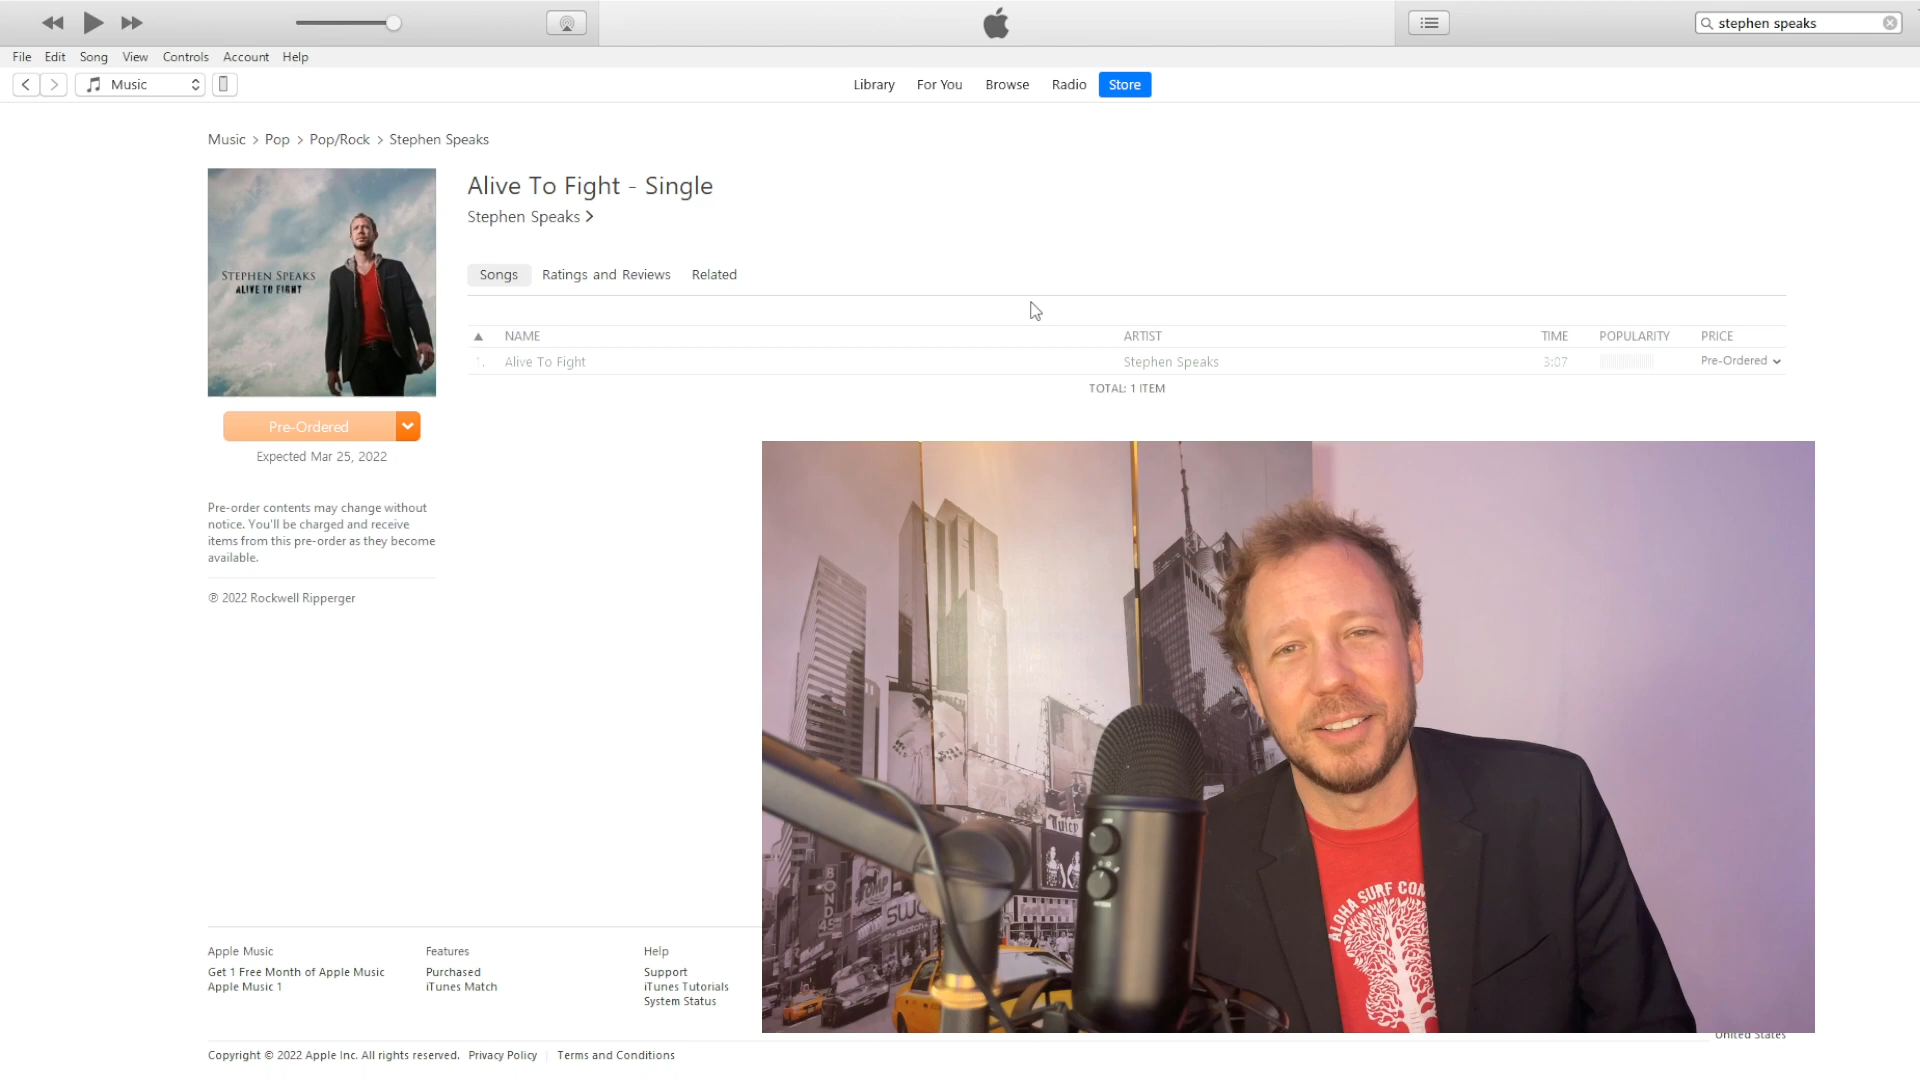 stephen speaks
File Edit Song View Controls Account Help
Music
Library For You Browse Radio Store
Music > Pop > Pop/Rock > Stephen Speaks
STEPHEN SPEAKS
ALIVE TO FIGHT
Alive To Fight - Single
Stephen Speaks >
Songs Ratings and Reviews Related
NAME ARTIST TIME POPULARITY PRICE
1. Alive To Fight Stephen Speaks 3:07 Pre-Ordered
TOTAL: 1 ITEM
Pre-Ordered
Expected Mar 25, 2022
Pre-order contents may change without
notice. You'll be charged and receive
items from this pre-order as they become
available.
℗ 2022 Rockwell Ripperger
BOND
45
ALOHA SURF COM
Apple Music
Get 1 Free Month of Apple Music
Apple Music 1
Features
Purchased
iTunes Match
Help
Support
iTunes Tutorials
System Status
United States
Copyright © 2022 Apple Inc. All rights reserved. Privacy Policy | Terms and Conditions